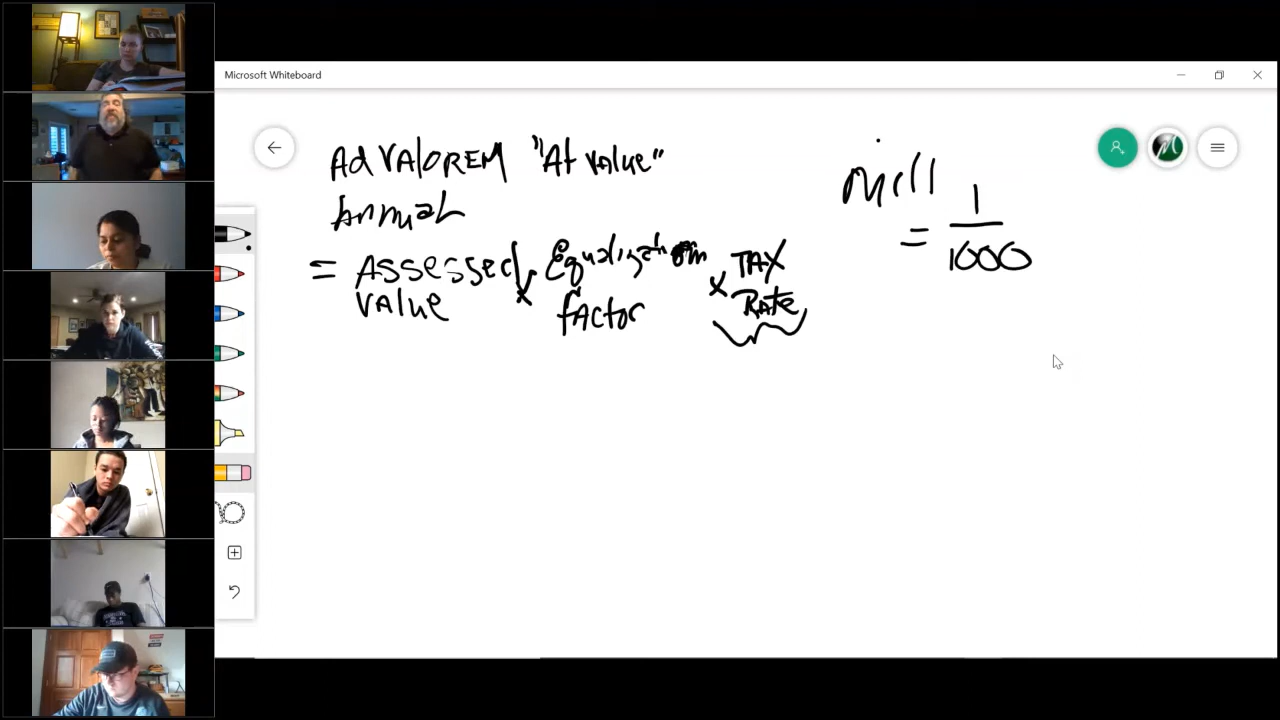 Microsoft Whiteboard
Ad VALOREM "At value"
Annual
= Assessed x Equalization x TAX
value factor RATE
mill
= 1
1000